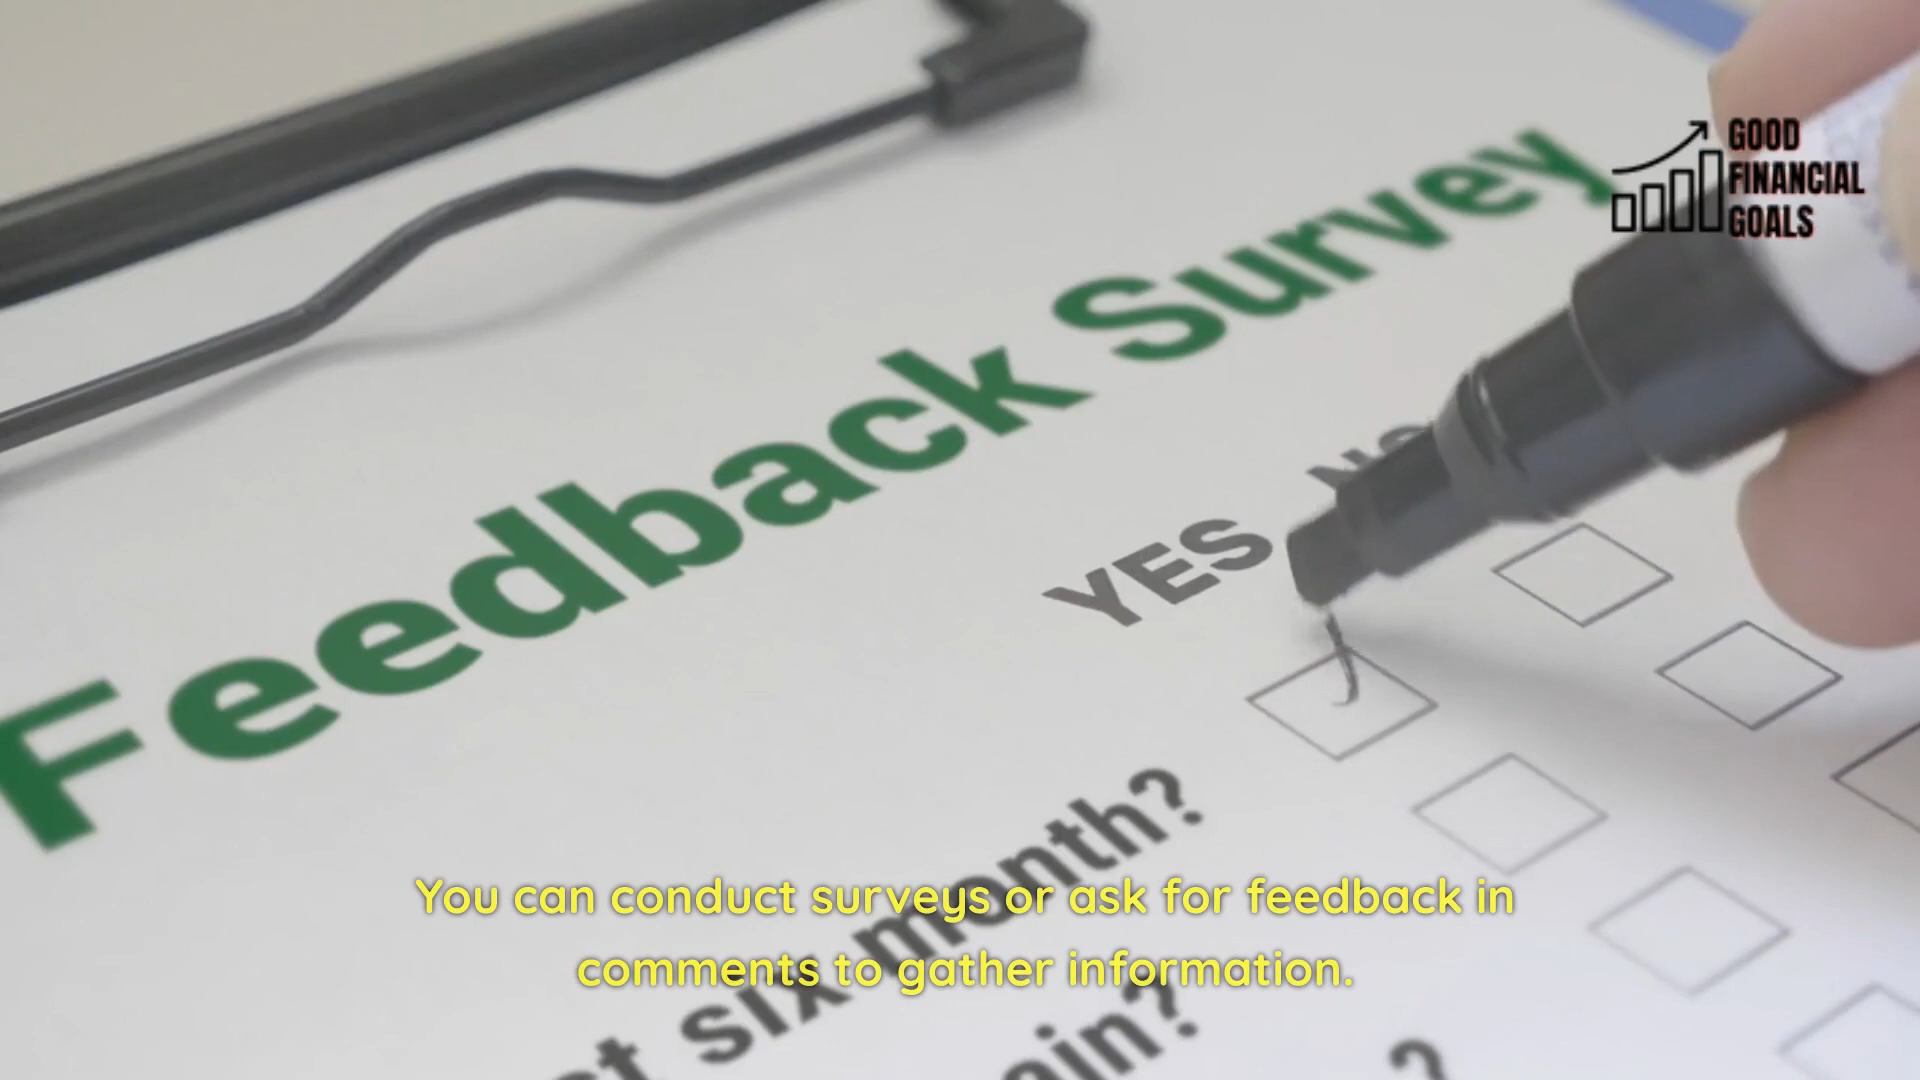 GOOD
FINANCIAL
GOALS
Feedback Survey
YES NO
month?
six
You can conduct surveys or ask for feedback in
comments to gather information.
?